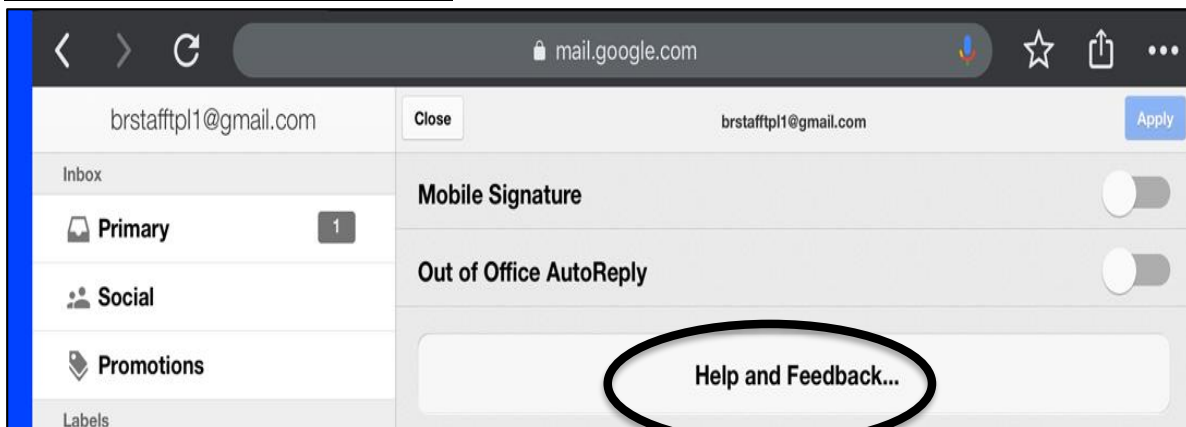 mail.google.com
brstafftpl1@gmail.com
Close
brstafftpl1@gmail.com
Apply
Inbox
Primary
1
Social
Promotions
Labels
Mobile Signature
Out of Office AutoReply
Help and Feedback...